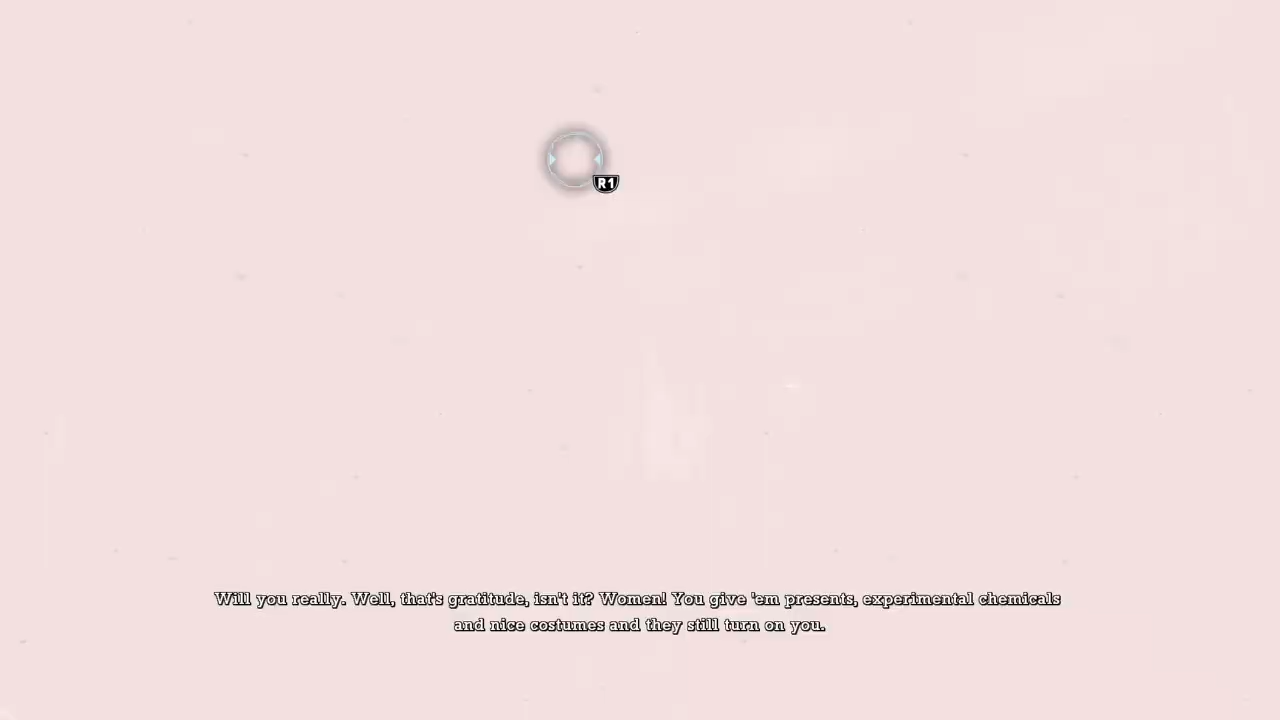 R1
Will you really. Well, that's gratitude, isn't it? Women! You give 'em presents, experimental chemicals
and nice costumes and they still turn on you.